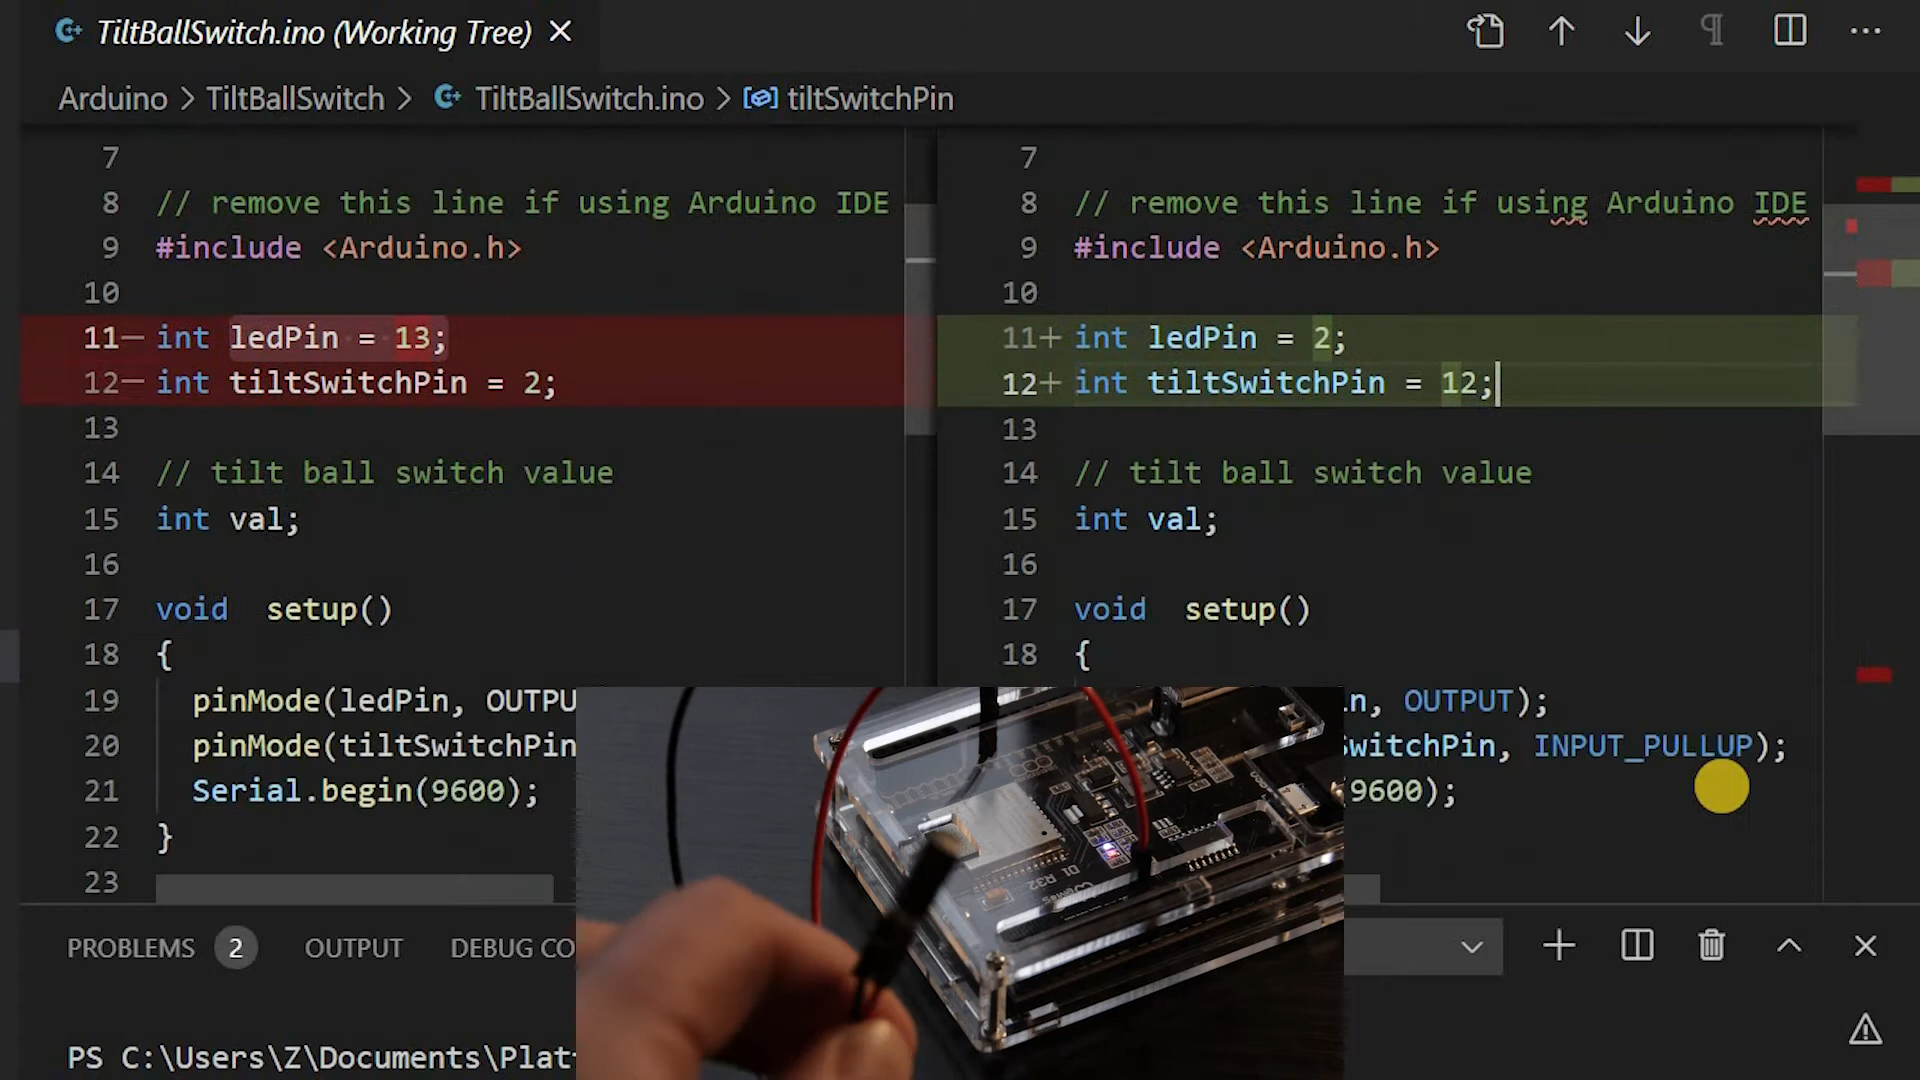 TiltBallSwitch.ino (Working Tree)
Arduino > TiltBallSwitch > TiltBallSwitch.ino > tiltSwitchPin
7
8 // remove this line if using Arduino IDE
9 #include <Arduino.h>
10
11− int ledPin = 13;
12− int tiltSwitchPin = 2;
13
14 // tilt ball switch value
15 int val;
16
17 void  setup()
18 {
19 pinMode(ledPin, OUTPU
20 pinMode(tiltSwitchPin
21 Serial.begin(9600);
22 }
23
7
8 // remove this line if using Arduino IDE
9 #include <Arduino.h>
10
11+ int ledPin = 2;
12+ int tiltSwitchPin = 12;
13
14 // tilt ball switch value
15 int val;
16
17 void  setup()
18 {
in, OUTPUT);
SwitchPin, INPUT_PULLUP);
9600);
D1 R32
PROBLEMS 2 OUTPUT DEBUG CO
PS C:\Users\Z\Documents\Plat